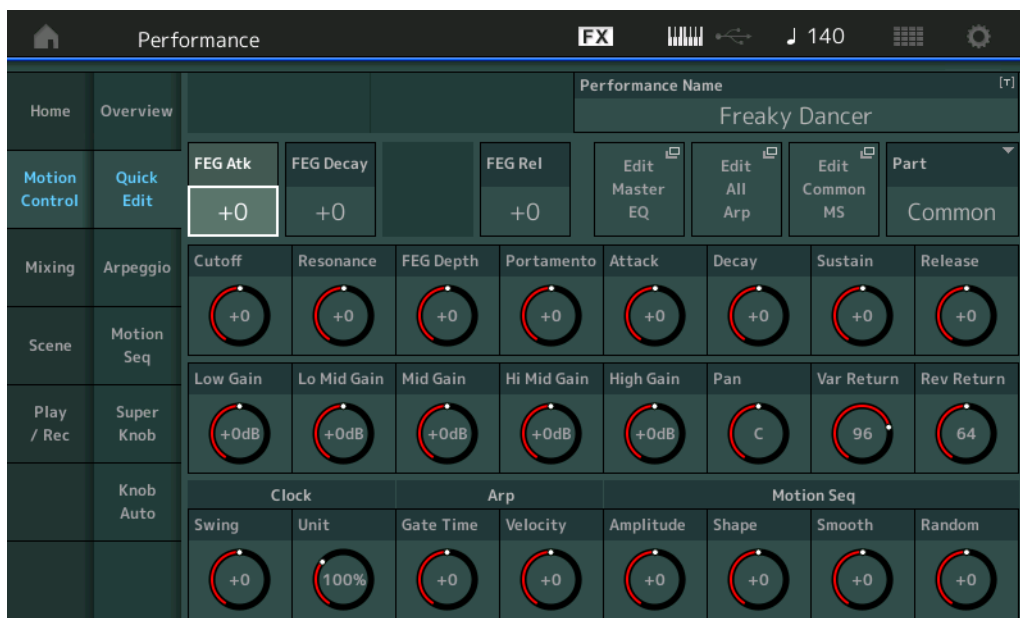 Performance
FX
140
Home
Overview
Performance Name
[T]
Freaky Dancer
Motion
Control
Quick
Edit
FEG Atk
+0
FEG Decay
+0
FEG Rel
+0
Edit
Master
EQ
Edit
All
Arp
Edit
Common
MS
Part
Common
Mixing
Arpeggio
Cutoff
Resonance
FEG Depth
Portamento
Attack
Decay
Sustain
Release
+0
+0
+0
+0
+0
+0
+0
+0
Scene
Motion
Seq
Low Gain
Lo Mid Gain
Mid Gain
Hi Mid Gain
High Gain
Pan
Var Return
Rev Return
+0dB
+0dB
+0dB
+0dB
+0dB
C
96
64
Play
/ Rec
Super
Knob
Knob
Auto
Clock
Arp
Motion Seq
Swing
Unit
Gate Time
Velocity
Amplitude
Shape
Smooth
Random
+0
100%
+0
+0
+0
+0
+0
+0